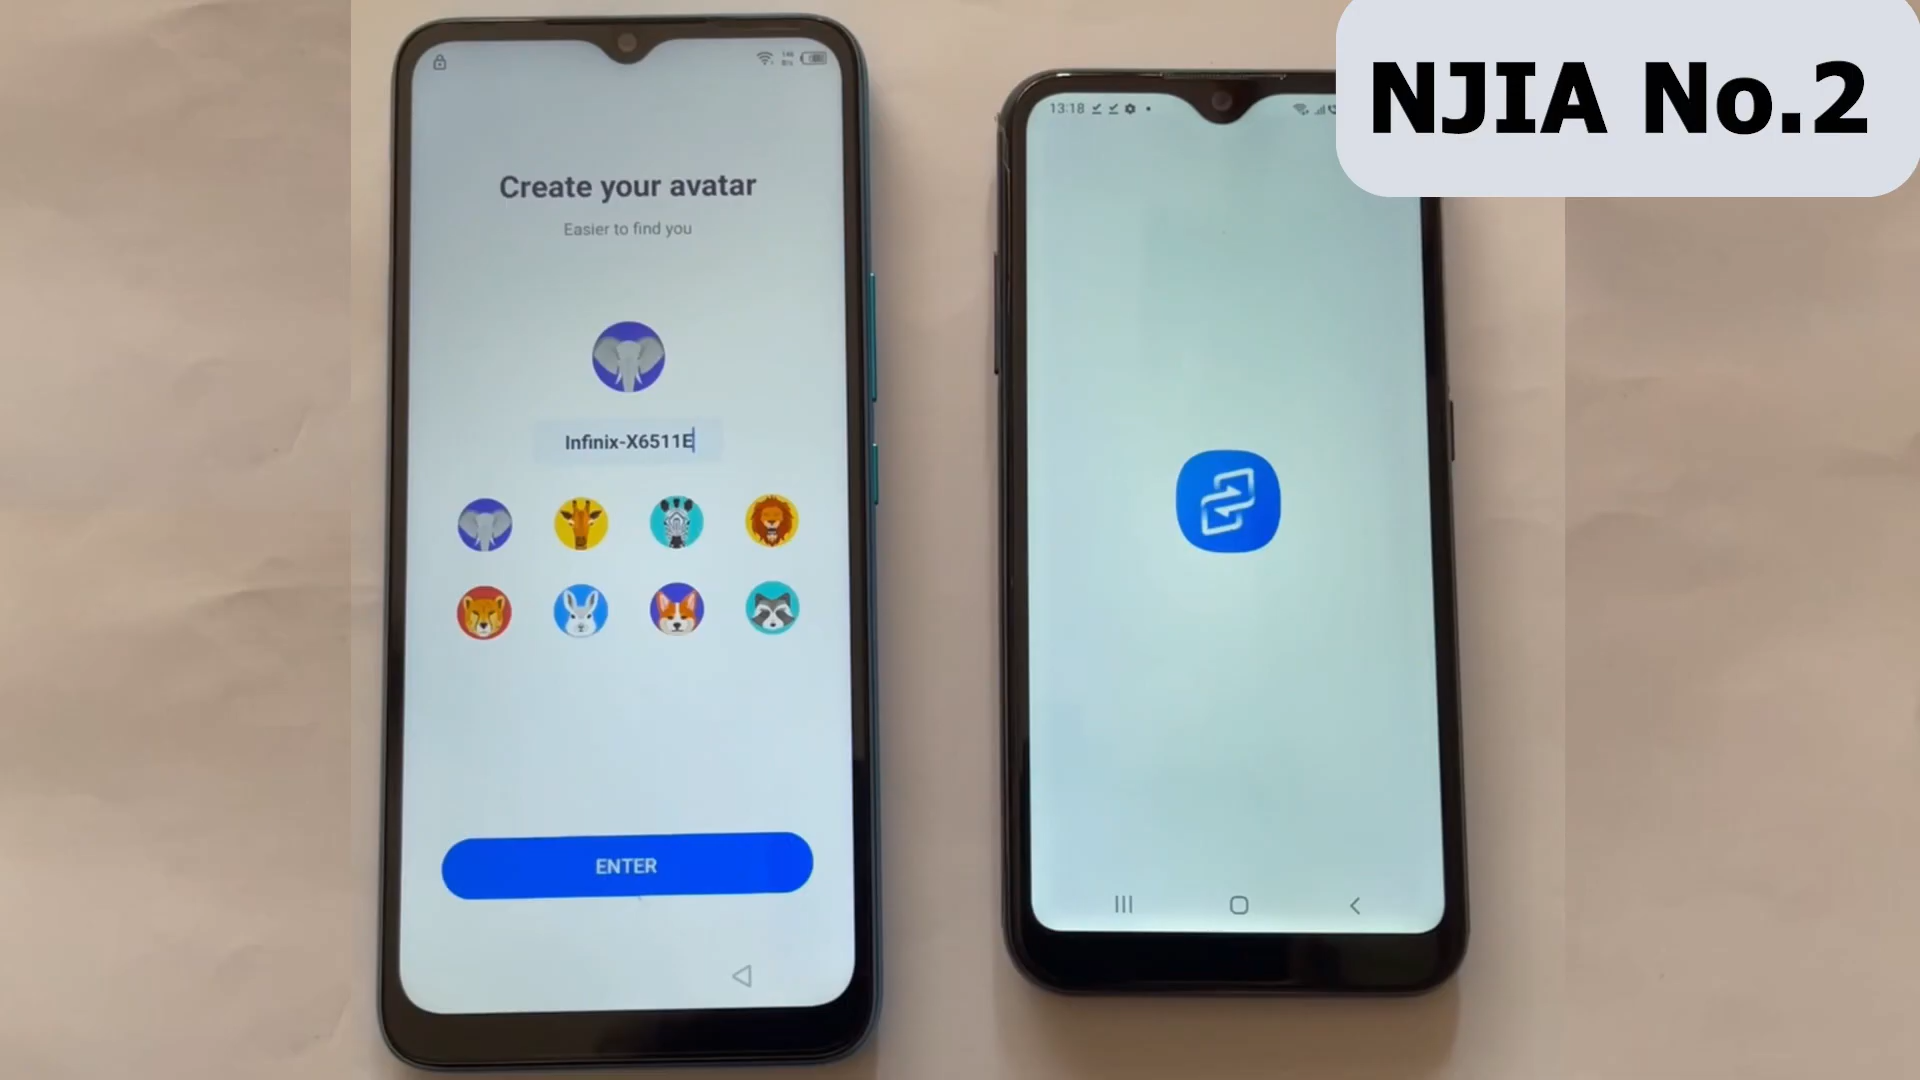 Create your avatar
Easier to find you
Infinix-X6511E
ENTER
13:18
NJIA No.2